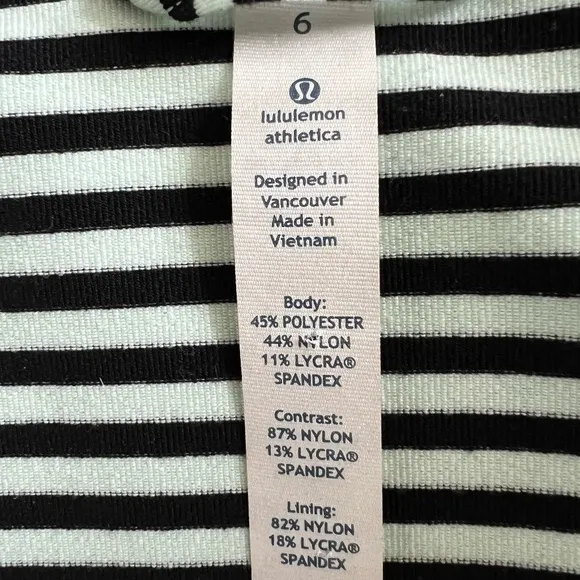 6
lululemon
athletica
Designed in
Vancouver
Made in
Vietnam
Body:
45% POLYESTER
44% NYLON
11% LYCRA®
SPANDEX
Contrast:
87% NYLON
13% LYCRA®
SPANDEX
Lining:
82% NYLON
18% LYCRA®
SPANDEX